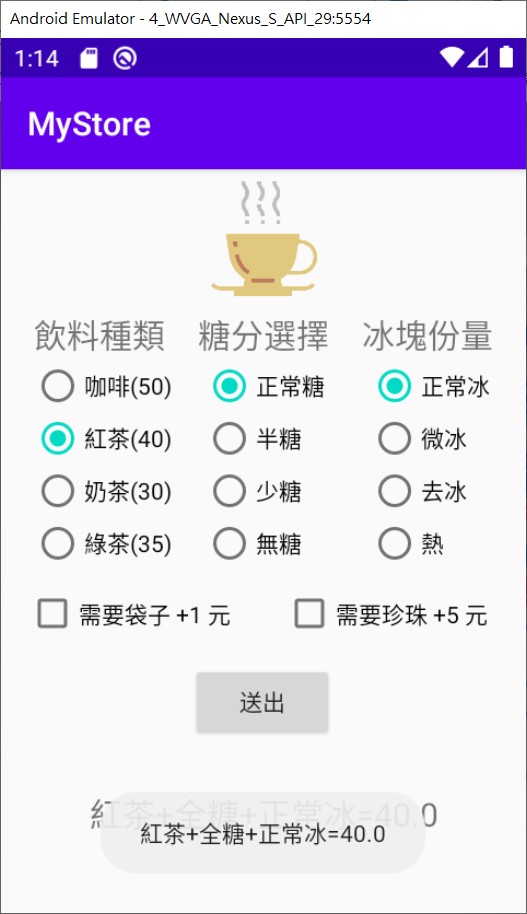 Android Emulator - 4_WVGA_Nexus_S_API_29:5554
1:14
MyStore
飲料種類 糖分選擇 冰塊份量
咖啡(50) 正常糖 正常冰
紅茶(40) 半糖 微冰
奶茶(30) 少糖 去冰
綠茶(35) 無糖 熱
需要袋子 +1 元 需要珍珠 +5 元
送出
紅茶+全糖+正常冰=40.0
紅茶+全糖+正常冰=40.0